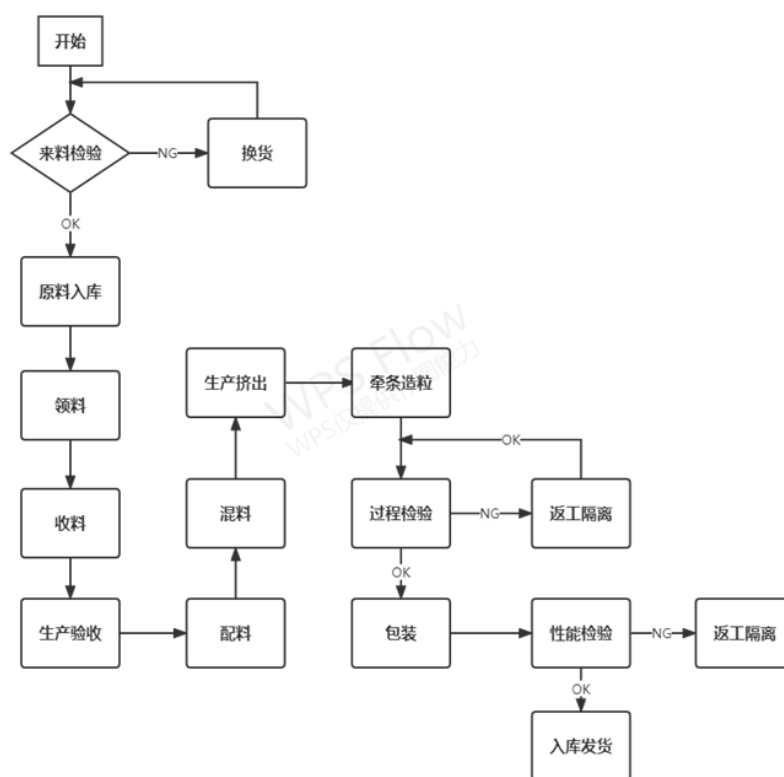 开始
来料检验
NG
换货
OK
原料入库
领料
收料
生产验收
配料
混料
生产挤出
牵条造粒
OK
过程检验
NG
返工隔离
OK
包装
性能检验
NG
返工隔离
OK
入库发货
WPS Flow